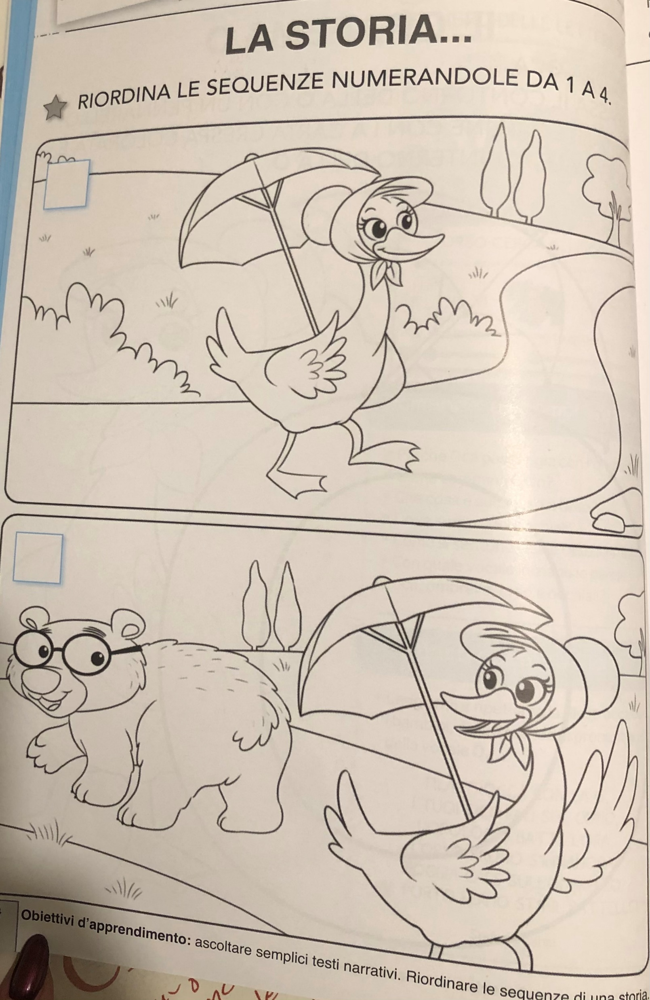 LA STORIA...
RIORDINA LE SEQUENZE NUMERANDOLE DA 1 A 4.
Obiettivi d'apprendimento: ascoltare semplici testi narrativi. Riordinare le sequenze di una storia